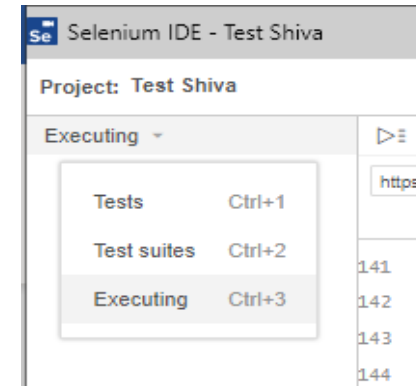 Se Selenium IDE - Test Shiva
Project: Test Shiva
Executing
https
Tests Ctrl+1
Test suites Ctrl+2
Executing Ctrl+3
141
142
143
144